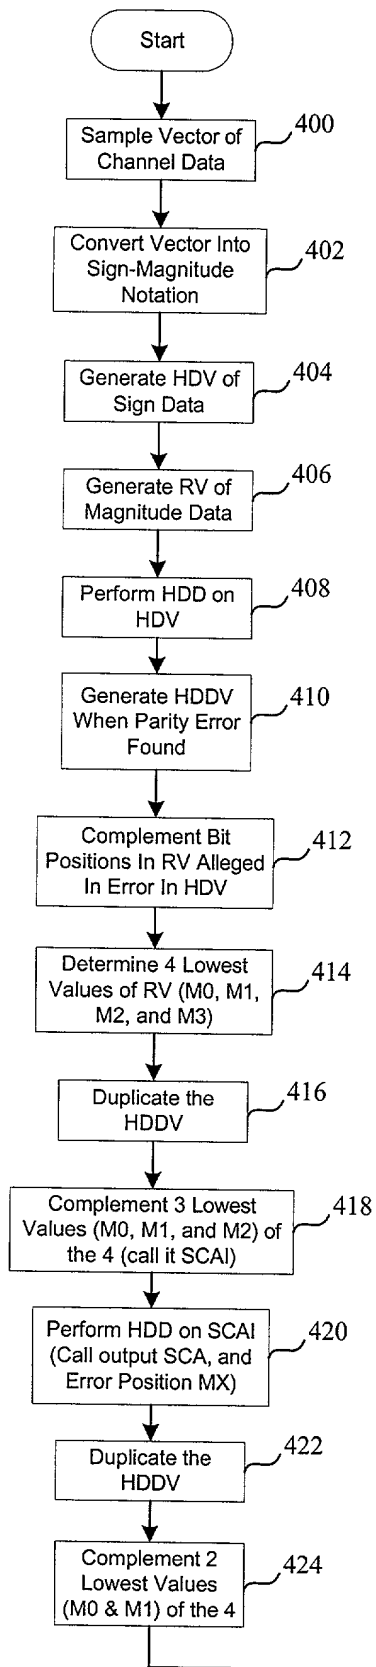 Start
400
Sample Vector of
Channel Data
402
Convert Vector Into
Sign-Magnitude
Notation
404
Generate HDV of
Sign Data
406
Generate RV of
Magnitude Data
408
Perform HDD on
HDV
410
Generate HDDV
When Parity Error
Found
412
Complement Bit
Positions In RV Alleged
In Error In HDV
414
Determine 4 Lowest
Values of RV (M0, M1,
M2, and M3)
416
Duplicate the
HDDV
418
Complement 3 Lowest
Values (M0, M1, and M2) of
the 4 (call it SCAI)
420
Perform HDD on SCAI
(Call output SCA, and
Error Position MX)
422
Duplicate the
HDDV
424
Complement 2
Lowest Values
(M0 & M1) of the 4